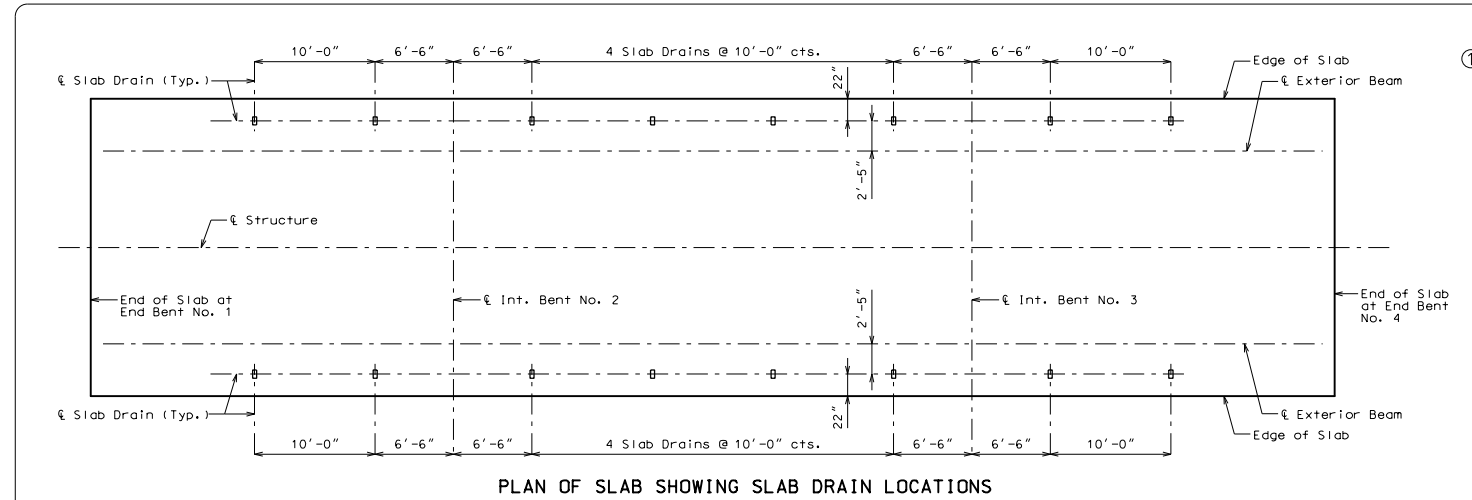 10'-0" 6'-6" 6'-6" 4 Slab Drains @ 10'-0" cts. 6'-6" 6'-6" 10'-0"
①
Edge of Slab
℄ Slab Drain (Typ.)
22"
℄ Exterior Beam
2'-5"
℄ Structure
End of Slab at
End Bent No. 1
℄ Int. Bent No. 2
2'-5"
℄ Int. Bent No. 3
End of Slab
at End Bent
No. 4
℄ Slab Drain (Typ.)
22"
℄ Exterior Beam
Edge of Slab
10'-0" 6'-6" 6'-6" 4 Slab Drains @ 10'-0" cts. 6'-6" 6'-6" 10'-0"
PLAN OF SLAB SHOWING SLAB DRAIN LOCATIONS